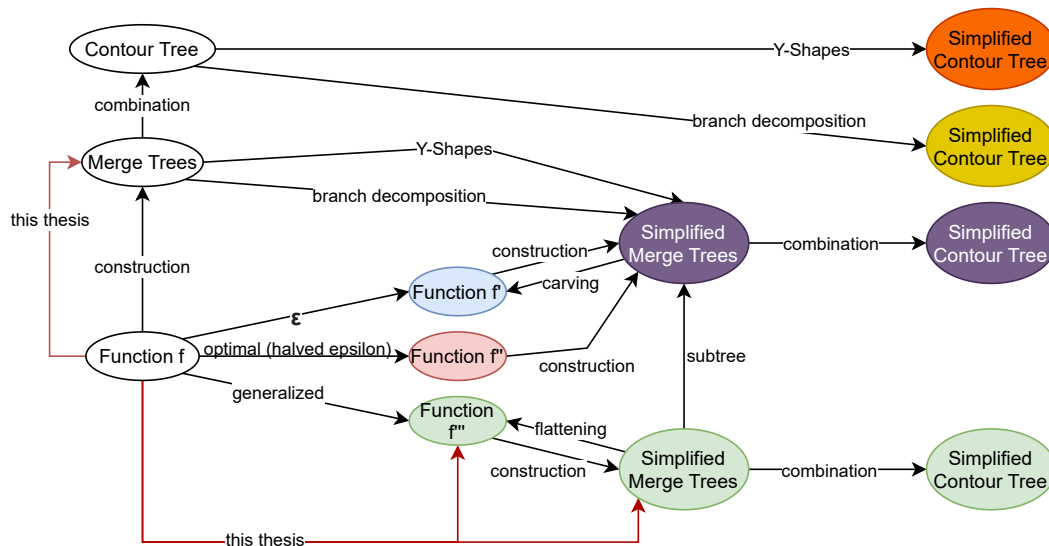 Contour Tree
Y-Shapes
Simplified
Contour Tree
combination
branch decomposition
Simplified
Contour Tree
Merge Trees
Y-Shapes
branch decomposition
this thesis
construction
Simplified
Merge Trees
combination
Simplified
Contour Tree
construction
carving
Function f'
ε
Function f
optimal (halved epsilon)
Function f''
construction
subtree
generalized
Function
f'''
flattening
construction
Simplified
Merge Trees
combination
Simplified
Contour Tree
this thesis